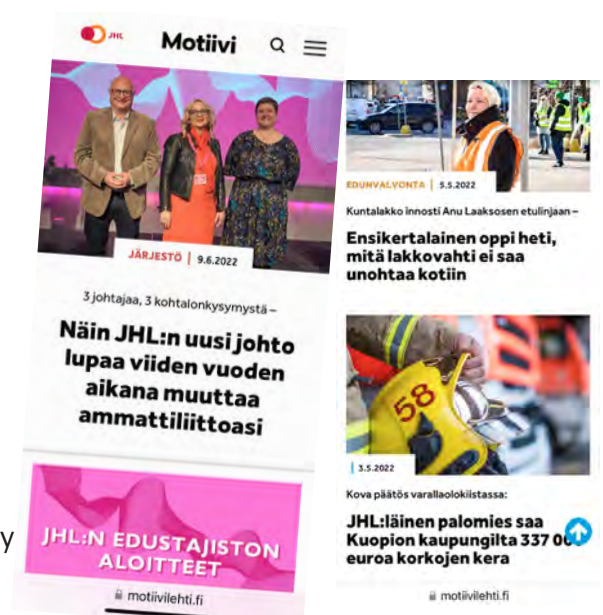 JHL
Motiivi
JÄRJESTÖ | 9.6.2022
3 johtajaa, 3 kohtalonkysymystä –
Näin JHL:n uusi johto
lupaa viiden vuoden
aikana muuttaa
ammattiliittoasi
JHL:N EDUSTAJISTON
ALOITTEET
motiivilehti.fi
y
EDUNVALVONTA | 5.5.2022
Kuntalakko innosti Anu Laaksosen etulinjaan –
Ensikertalainen oppi heti,
mitä lakkovahti ei saa
unohtaa kotiin
58
| 3.5.2022
Kova päätös varallaolokiistassa:
JHL:läinen palomies saa
Kuopion kaupungilta 337
euroa korkojen kera
motiivilehti.fi